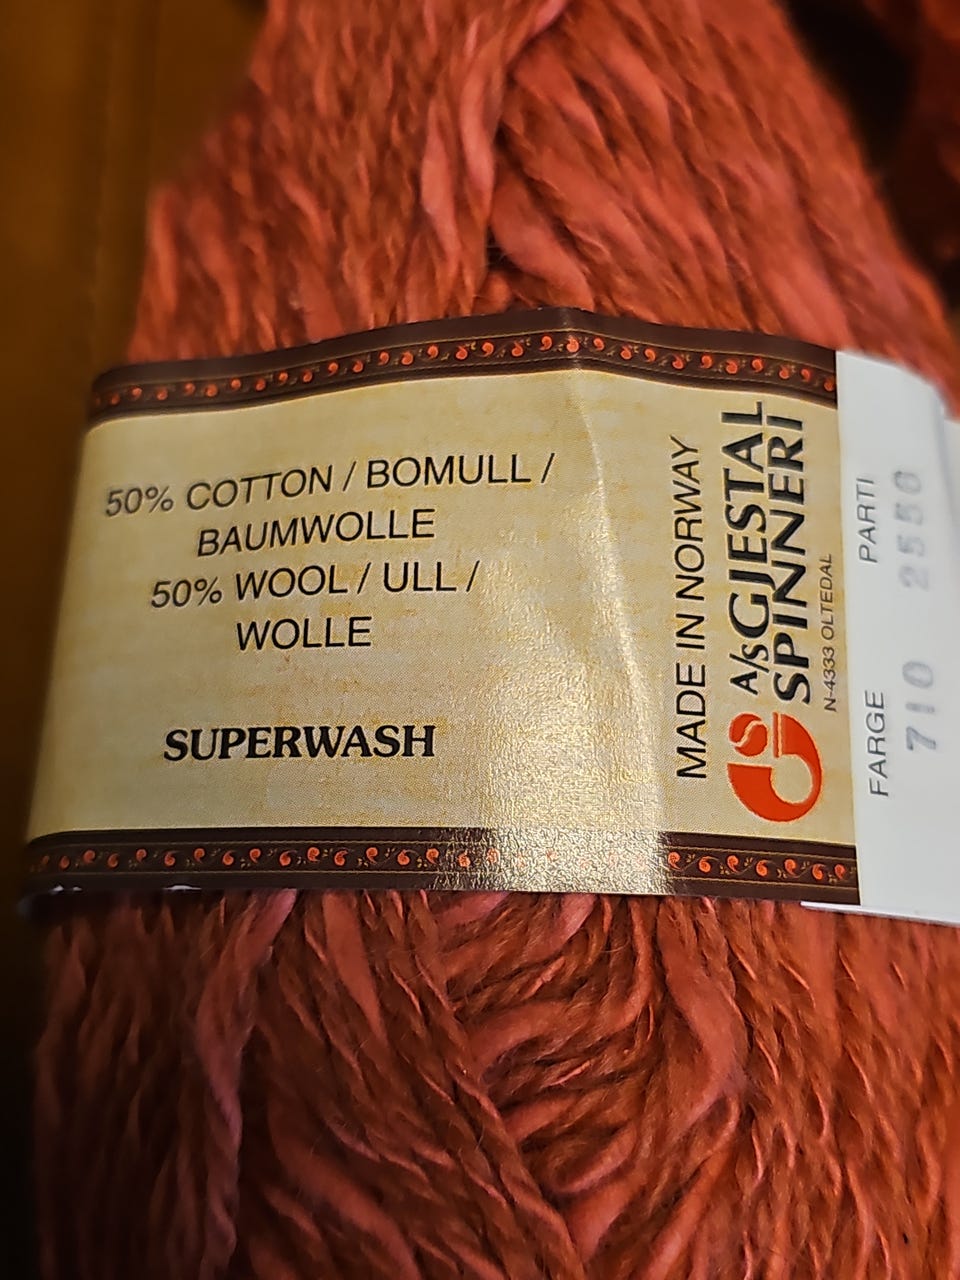 50% COTTON / BOMULL /
BAUMWOLLE
50% WOOL / ULL /
WOLLE
SUPERWASH
MADE IN NORWAY
A/S GJESTAL
SPINNERI
N-4333 OLTEDAL
FARGE PARTI
710 2550